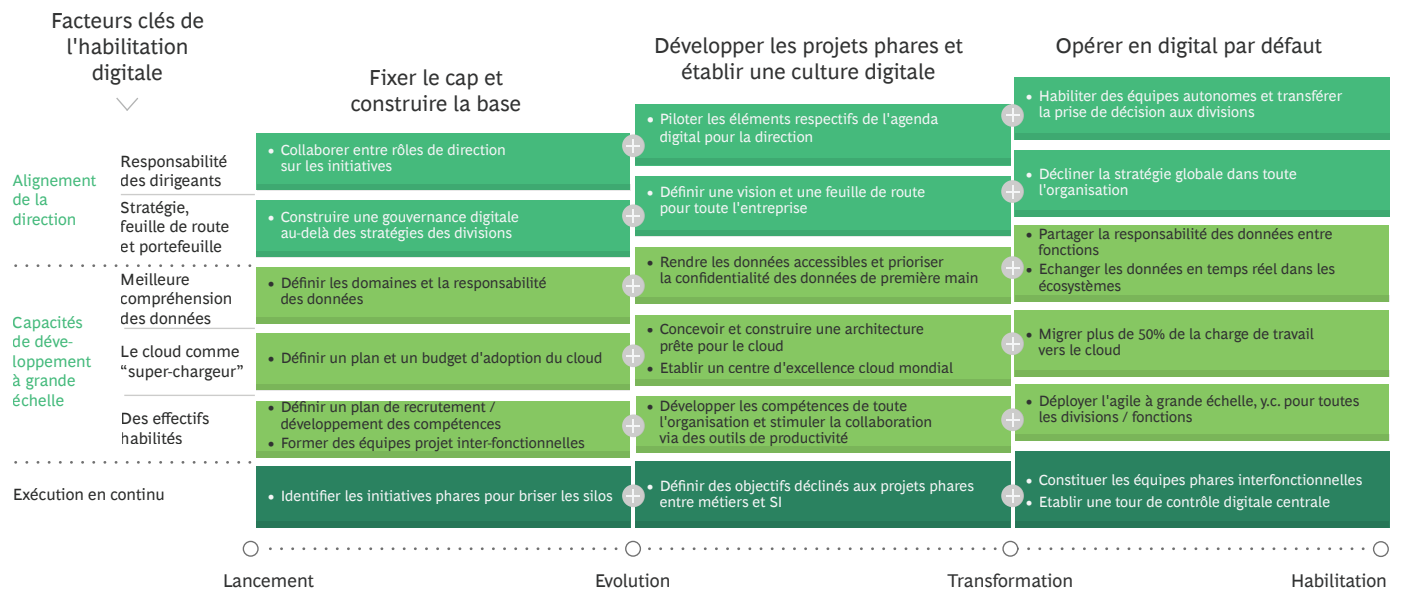 Facteurs clés de
l'habilitation
digitale
Fixer le cap et
construire la base
Développer les projets phares et
établir une culture digitale
Opérer en digital par défaut
Alignement
de la
direction
Responsabilité
des dirigeants
• Collaborer entre rôles de direction
sur les initiatives
• Piloter les éléments respectifs de l'agenda
digital pour la direction
• Habiliter des équipes autonomes et transférer
la prise de décision aux divisions
Stratégie,
feuille de route
et portefeuille
• Construire une gouvernance digitale
au-delà des stratégies des divisions
• Définir une vision et une feuille de route
pour toute l'entreprise
• Décliner la stratégie globale dans toute
l'organisation
Capacités
de déve-
loppement
à grande
échelle
Meilleure
compréhension
des données
• Définir les domaines et la responsabilité
des données
• Rendre les données accessibles et prioriser
la confidentialité des données de première main
• Partager la responsabilité des données entre
fonctions
• Echanger les données en temps réel dans les
écosystèmes
Le cloud comme
“super-chargeur”
• Définir un plan et un budget d'adoption du cloud
• Concevoir et construire une architecture
prête pour le cloud
• Etablir un centre d'excellence cloud mondial
• Migrer plus de 50% de la charge de travail
vers le cloud
Des effectifs
habilités
• Définir un plan de recrutement /
développement des compétences
• Former des équipes projet inter-fonctionnelles
• Développer les compétences de toute
l'organisation et stimuler la collaboration
via des outils de productivité
• Déployer l'agile à grande échelle, y.c. pour toutes
les divisions / fonctions
Exécution en continu
• Identifier les initiatives phares pour briser les silos
• Définir des objectifs déclinés aux projets phares
entre métiers et SI
• Constituer les équipes phares interfonctionnelles
• Etablir une tour de contrôle digitale centrale
Lancement
Evolution
Transformation
Habilitation